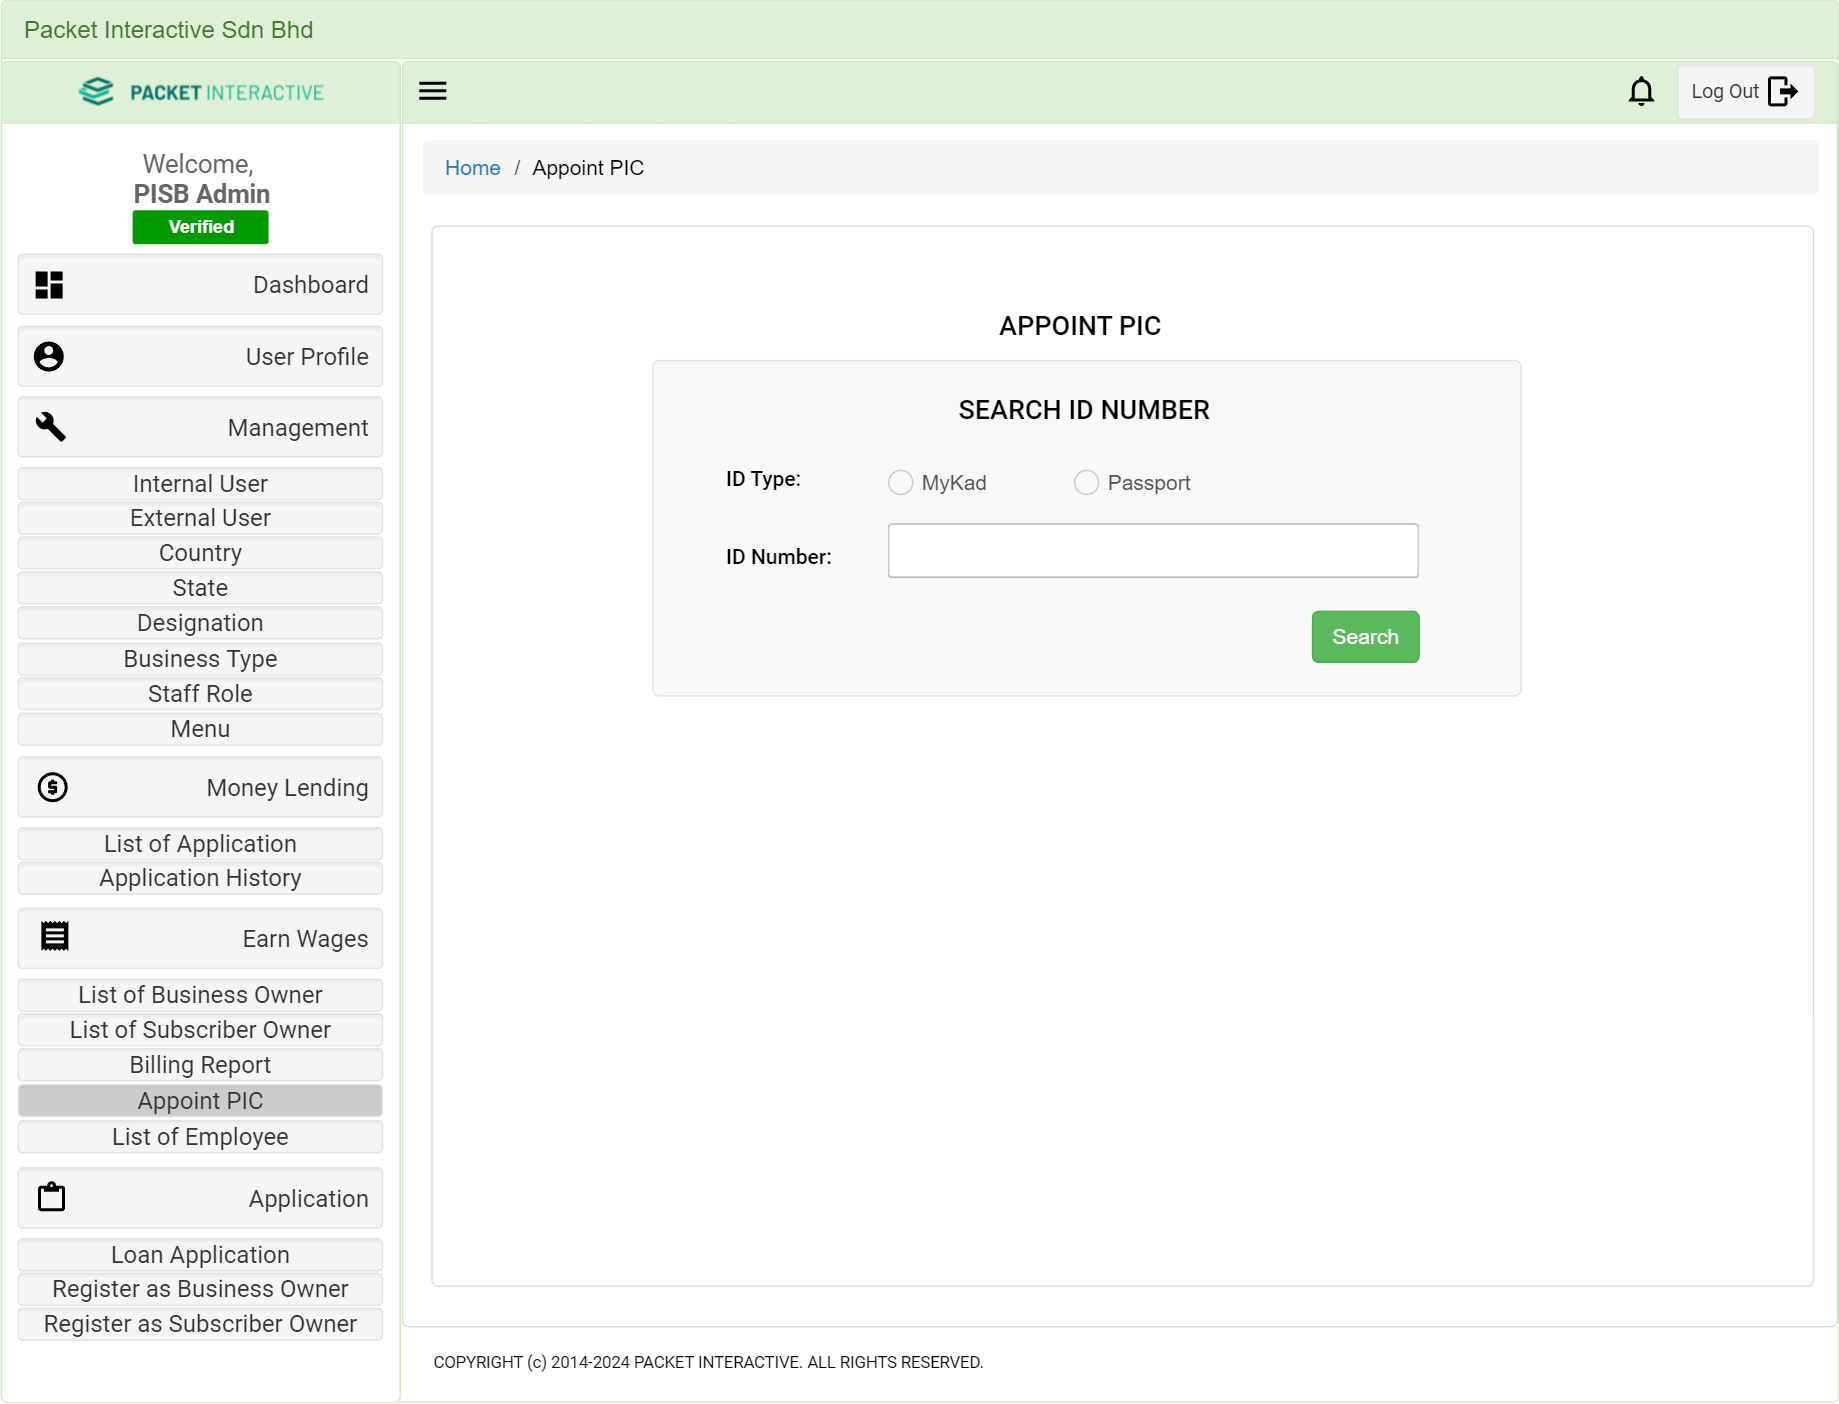 Packet Interactive Sdn Bhd
PACKET INTERACTIVE
Log Out
Welcome,
PISB Admin
Verified
Dashboard
User Profile
Management
Internal User
External User
Country
State
Designation
Business Type
Staff Role
Menu
Money Lending
List of Application
Application History
Earn Wages
List of Business Owner
List of Subscriber Owner
Billing Report
Appoint PIC
List of Employee
Application
Loan Application
Register as Business Owner
Register as Subscriber Owner
Home / Appoint PIC
APPOINT PIC
SEARCH ID NUMBER
ID Type: MyKad Passport
ID Number:
Search
COPYRIGHT (c) 2014-2024 PACKET INTERACTIVE. ALL RIGHTS RESERVED.